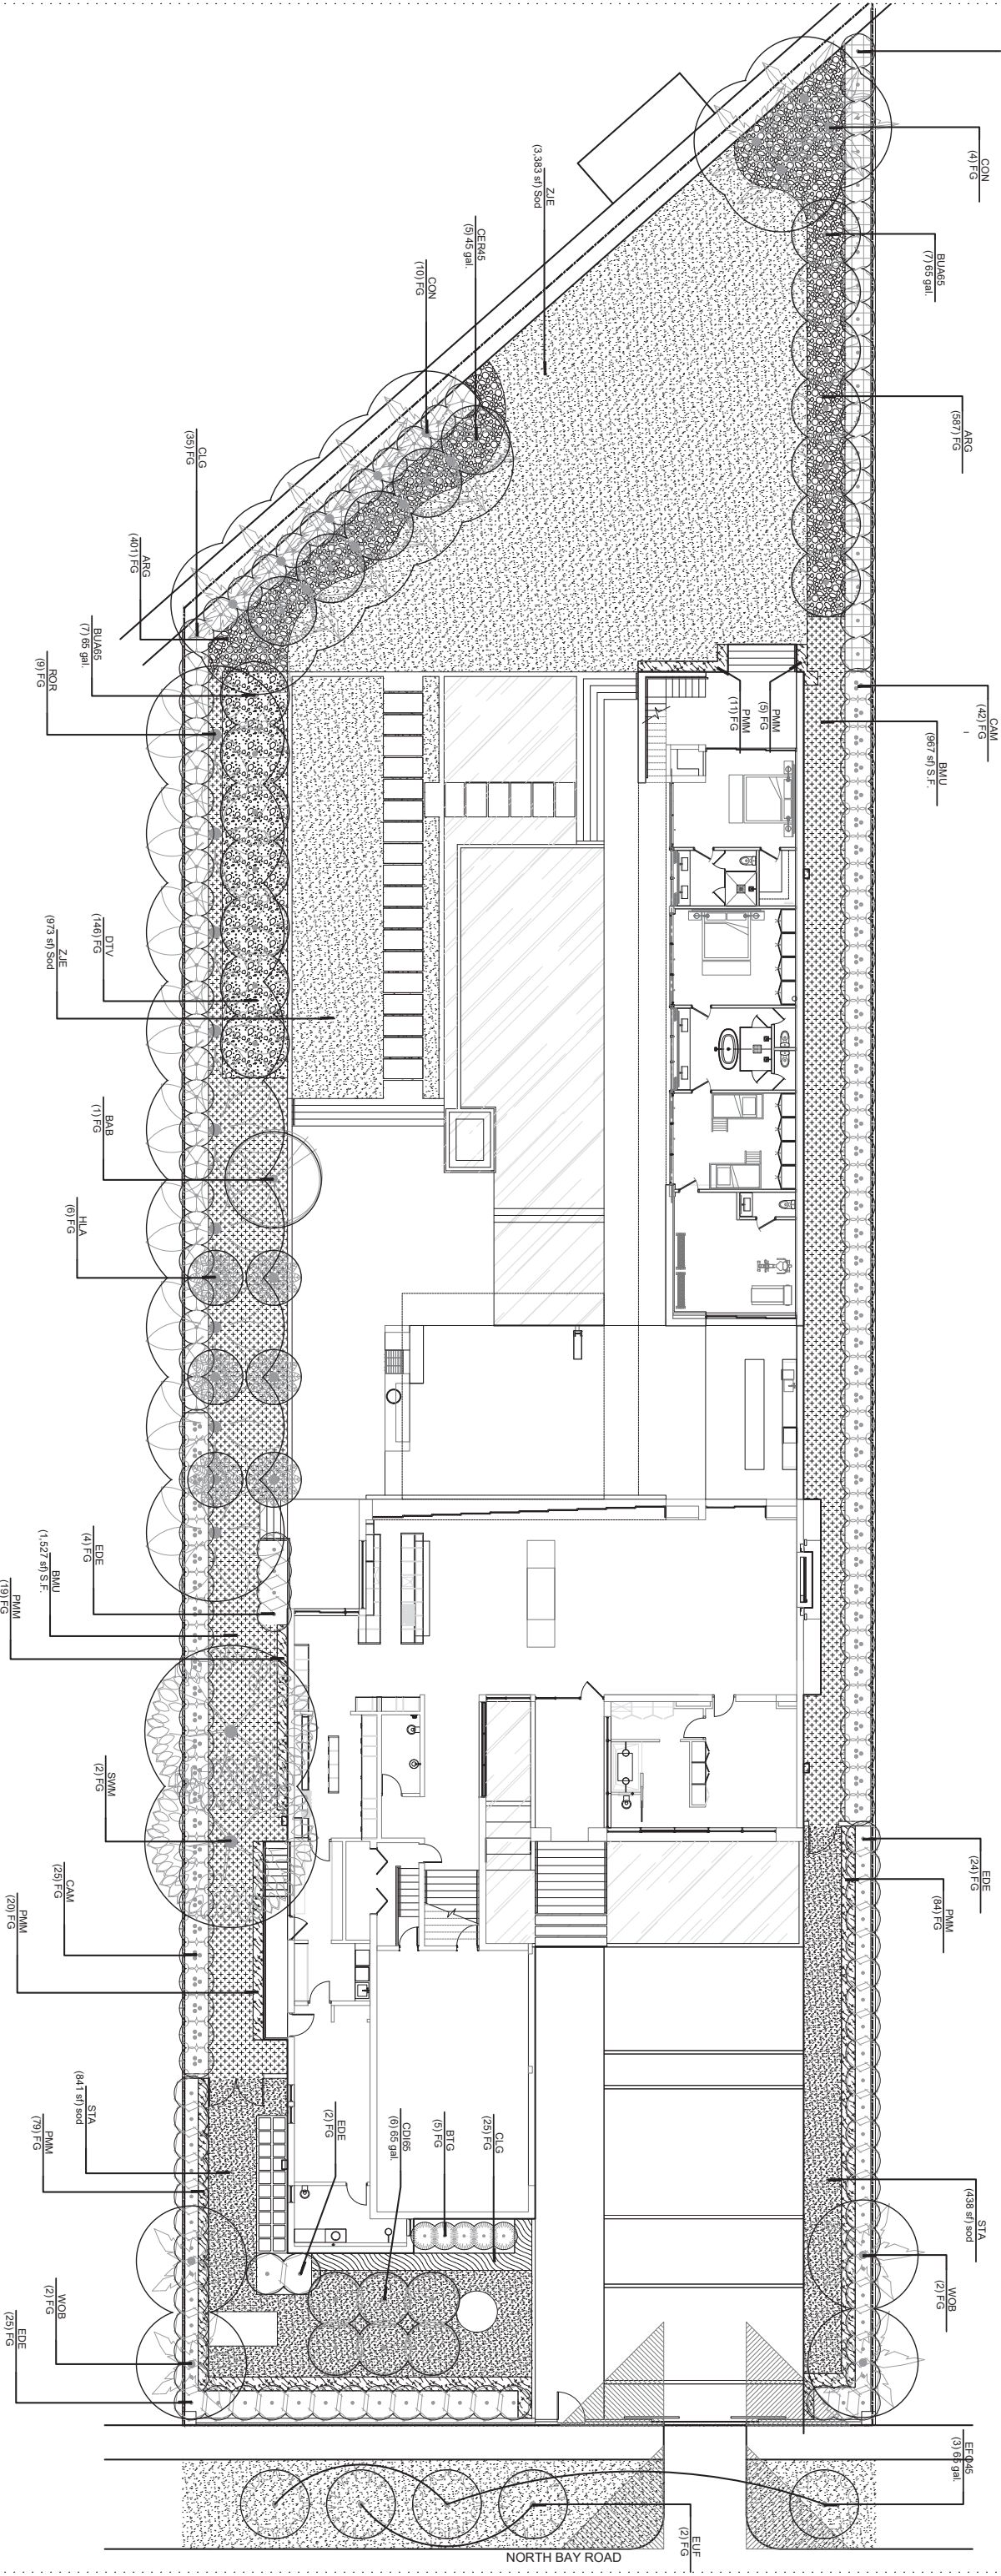 CON
(4) FG
BUA65
(7) 65 gal.
ARG
(587) FG
ZJE
(3,383 sf) Sod
CER45
(5) 45 gal.
CON
(10) FG
CLG
(35) FG
ARG
(401) FG
BUA65
(7) 65 gal.
ROR
(9) FG
PMM
(5) FG
PMM
(11) FG
CAM
(42) FG
BMU
(967 sf) S.F.
DTV
(146) FG
ZJE
(973 sf) Sod
BAB
(1) FG
HLA
(6) FG
EDE
(4) FG
BMU
(1,527 sf) S.F.
PMM
(19) FG
SWM
(2) FG
CAM
(25) FG
PMM
(20) FG
EDE
(24) FG
PMM
(84) FG
STA
(841 sf) sod
PMM
(79) FG
EDE
(2) FG
CDI65
(6) 65 gal.
BTG
(5) FG
CLG
(25) FG
STA
(438 sf) sod
WOB
(2) FG
WOB
(2) FG
EDE
(25) FG
(3) 65 gal.
EUF
(2) FG
NORTH BAY ROAD